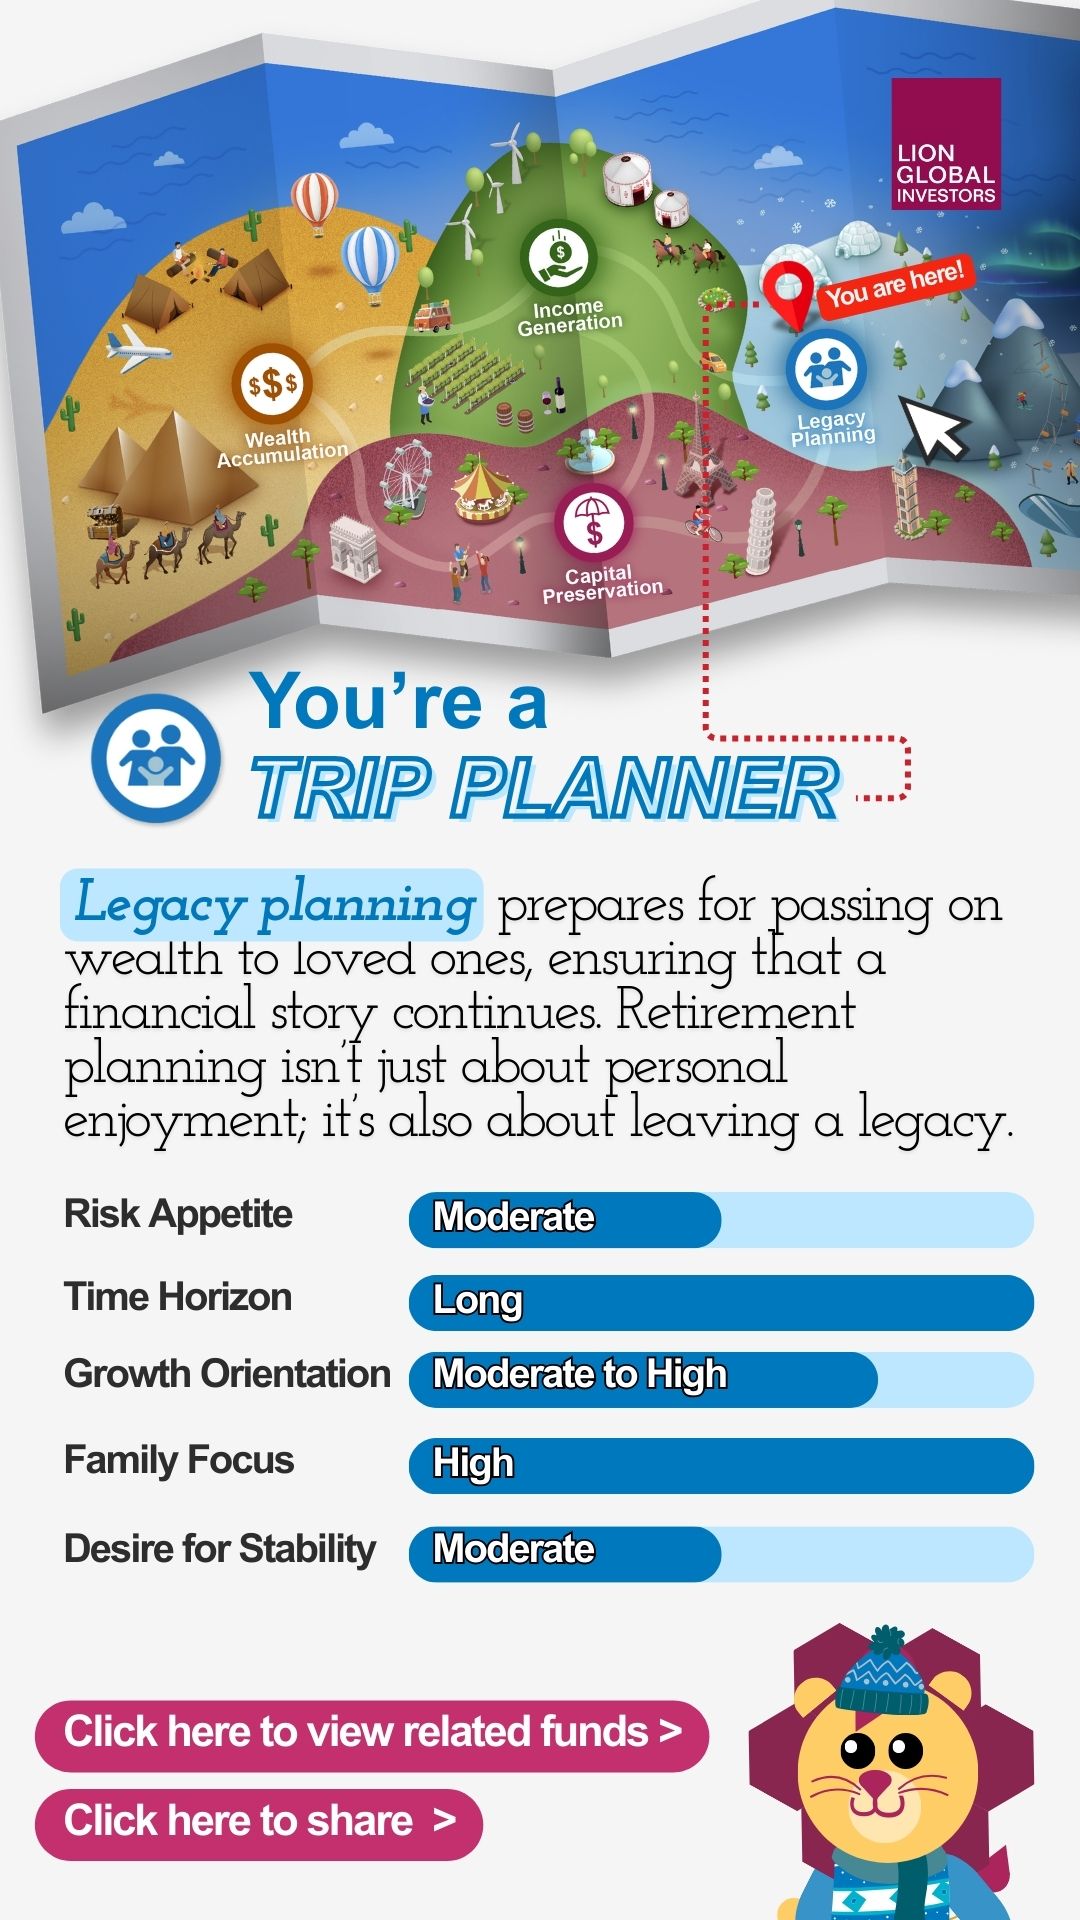 LION
GLOBAL
INVESTORS
You are here!
$
Income
Generation
$$$
Wealth
Accumulation
Legacy
Planning
$
Capital
Preservation
You're a
TRIP PLANNER
Legacy planning prepares for passing on
wealth to loved ones, ensuring that a
financial story continues. Retirement
planning isn't just about personal
enjoyment; it's also about leaving a legacy.
Risk Appetite Moderate
Time Horizon Long
Growth Orientation Moderate to High
Family Focus High
Desire for Stability Moderate
Click here to view related funds >
Click here to share >